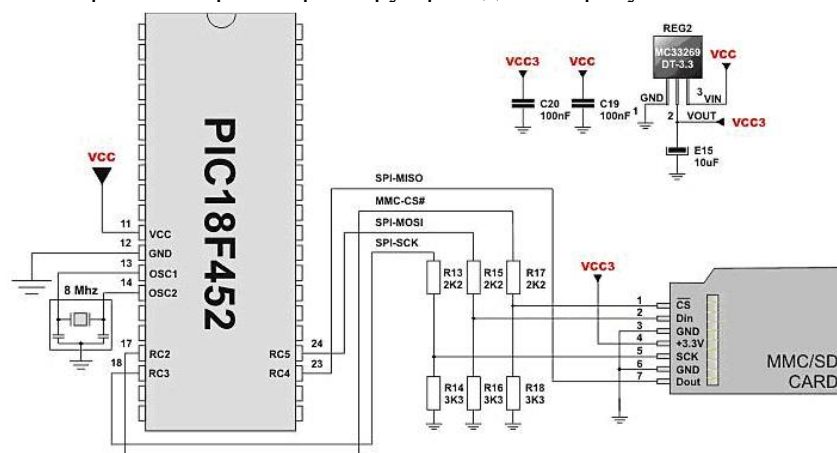 REG2
MC33269
DT-3.3
VCC3
VCC
VCC
GND
3
VIN
1
2
VOUT
VCC3
C20
100nF
C19
100nF
E15
10uF
PIC18F452
VCC
11
VCC
12
GND
13
OSC1
14
OSC2
8 Mhz
17
RC2
18
RC3
24
RC5
23
RC4
SPI-MISO
MMC-CS#
SPI-MOSI
SPI-SCK
R13
2K2
R15
2K2
R17
2K2
R14
3K3
R16
3K3
R18
3K3
VCC3
1 CS
2 Din
3 GND
4 +3.3V
5 SCK
6 GND
7 Dout
MMC/SD
CARD